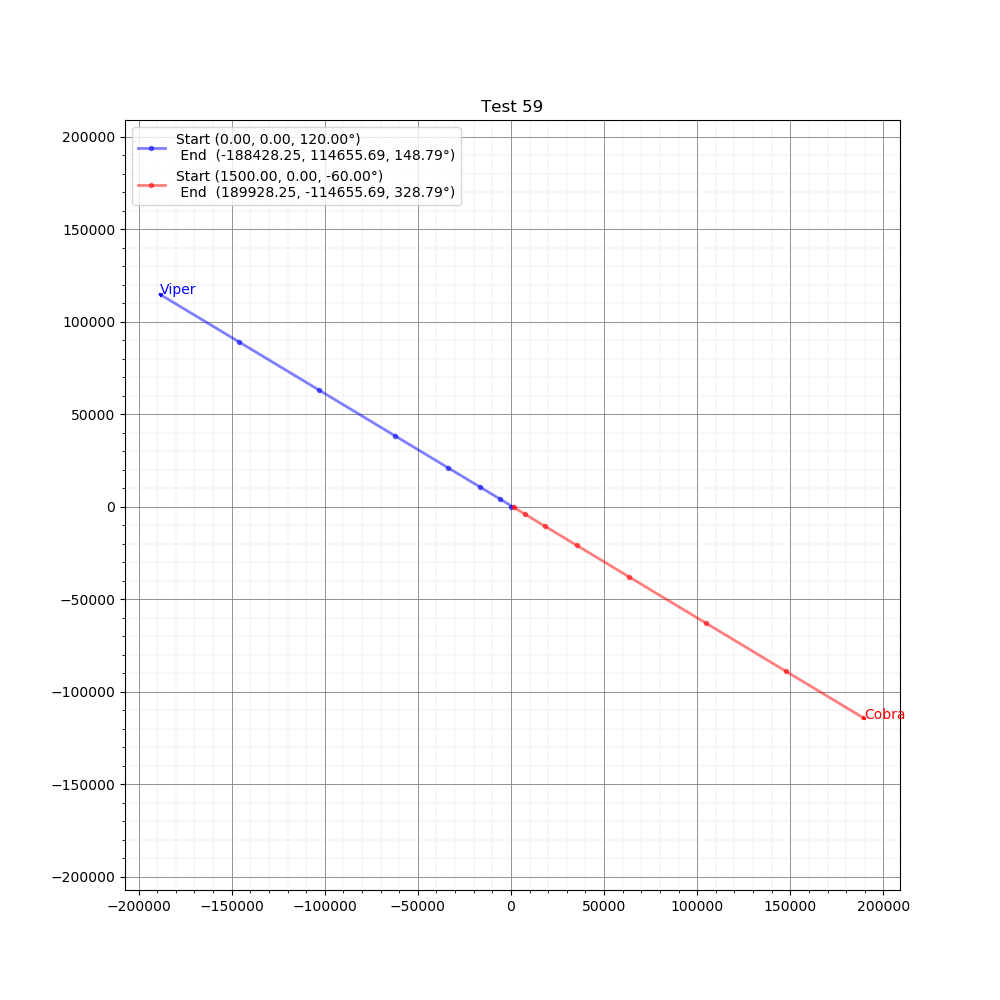 Test 59
Start (0.00, 0.00, 120.00°)
End (-188428.25, 114655.69, 148.79°)
Start (1500.00, 0.00, -60.00°)
End (189928.25, -114655.69, 328.79°)
200000
150000
100000
50000
0
−50000
−100000
−150000
−200000
Viper
Cobra
−200000 −150000 −100000 −50000 0 50000 100000 150000 200000